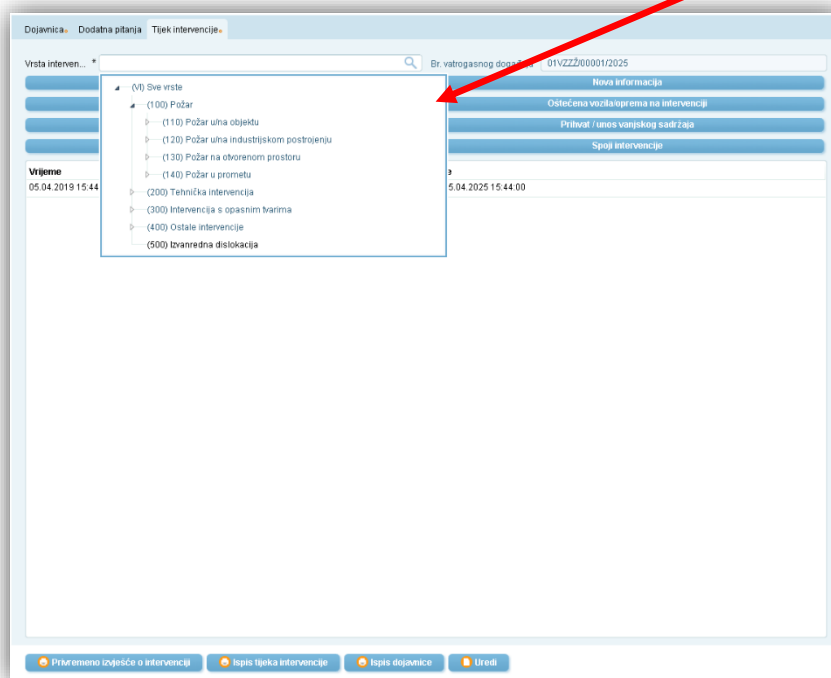 Dojavnica Dodatna pitanja Tijek intervencije
Vrsta interven... * Br. vatrogasnog 01VZZŽ/00001/2025
(VI) Sve vrste
(100) Požar
(110) Požar u/na objektu
(120) Požar u/na industrijskom postrojenju
(130) Požar na otvorenom prostoru
(140) Požar u prometu
(200) Tehnička intervencija
(300) Intervencija s opasnim tvarima
(400) Ostale intervencije
(500) Izvanredna dislokacija
Nova informacija
Oštećena vozila/oprema na intervenciji
Prihvat / unos vanjskog sadržaja
Spoji intervencije
Vrijeme
05.04.2019 15:44 5.04.2025 15:44:00
Privremeno izvješće o intervenciji Ispis tijeka intervencije Ispis dojavnice Uredi